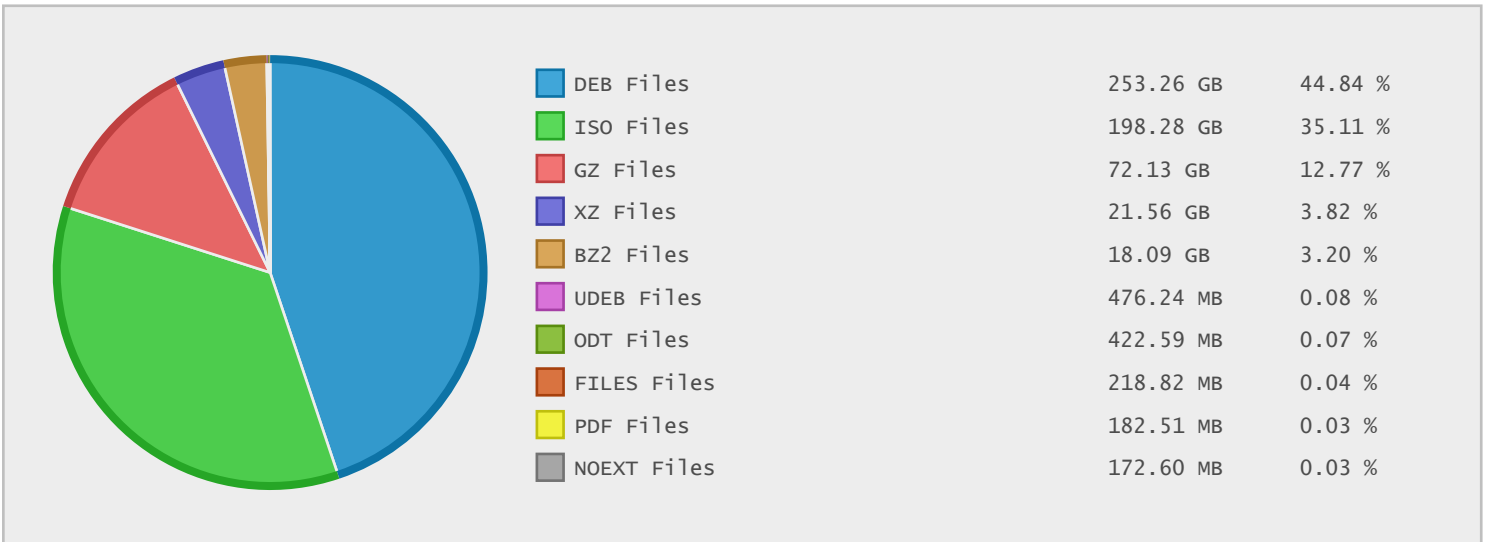 DEB Files 253.26 GB 44.84 %
ISO Files 198.28 GB 35.11 %
GZ Files 72.13 GB 12.77 %
XZ Files 21.56 GB 3.82 %
BZ2 Files 18.09 GB 3.20 %
UDEB Files 476.24 MB 0.08 %
ODT Files 422.59 MB 0.07 %
FILES Files 218.82 MB 0.04 %
PDF Files 182.51 MB 0.03 %
NOEXT Files 172.60 MB 0.03 %